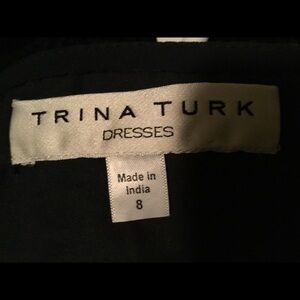 TRINA TURK
DRESSES
Made in
India
8